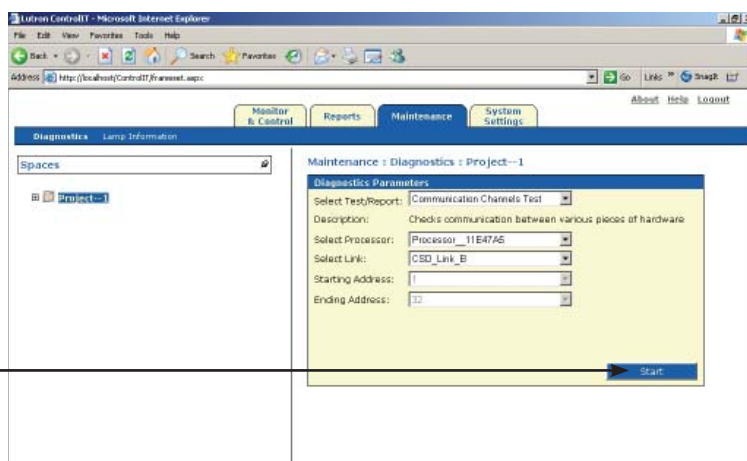 Lutron ControlIT - Microsoft Internet Explorer
File Edit View Favorites Tools Help
Back Search Favorites
Address http://localhost/ControlIT/frameset.aspx Go Links » SnagIt
About Help Logout
Monitor & Control Reports Maintenance System Settings
Diagnostics Lamp Information
Spaces
Project--1
Maintenance : Diagnostics : Project--1
Diagnostics Parameters
Select Test/Report: Communication Channels Test
Description: Checks communication between various pieces of hardware
Select Processor: Processor__11E47A5
Select Link: CSD_Link_B
Starting Address: 1
Ending Address: 32
Start